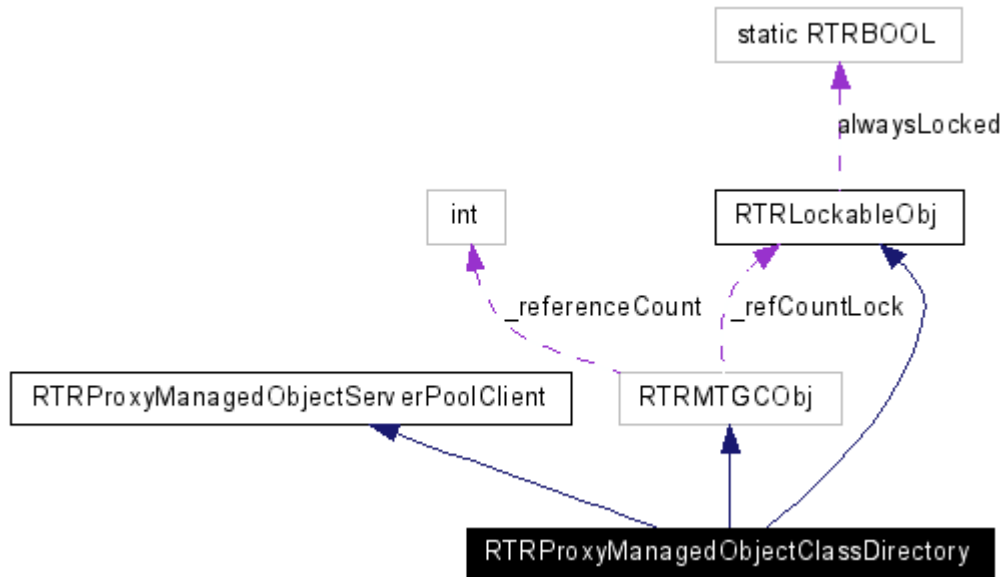 static RTRBOOL
alwaysLocked
int
RTRLockableObj
_referenceCount
_refCountLock
RTRProxyManagedObjectServerPoolClient
RTRMTGCObj
RTRProxyManagedObjectClassDirectory